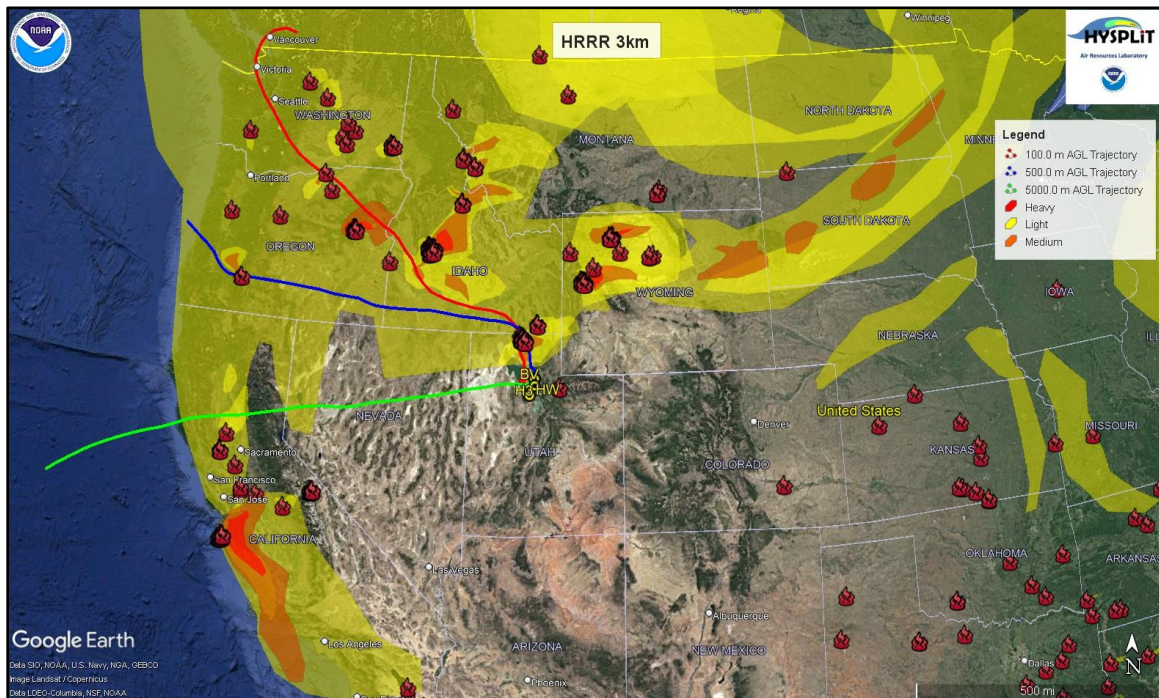 NOAA
HRRR 3km
HYSPLIT
Air Resources Laboratory
Winnipeg
Vancouver
Victoria
Seattle
WASHINGTON
NORTH DAKOTA
MONTANA
Legend
100.0 m AGL Trajectory
500.0 m AGL Trajectory
5000.0 m AGL Trajectory
Heavy
Light
Medium
Portland
SOUTH DAKOTA
OREGON
IDAHO
WYOMING
IOWA
NEBRASKA
BV
H3 HW
NEVADA
United States
Denver
MISSOURI
UTAH
KANSAS
Sacramento
COLORADO
San Francisco
San Jose
CALIFORNIA
OKLAHOMA
ARKANSAS
Las Vegas
Albuquerque
Los Angeles
ARIZONA
NEW MEXICO
Google Earth
Dallas
N
Data SIO, NOAA, U.S. Navy, NGA, GEBCO
Image Landsat / Copernicus
Phoenix
Data LDEO-Columbia, NSF, NOAA
500 mi